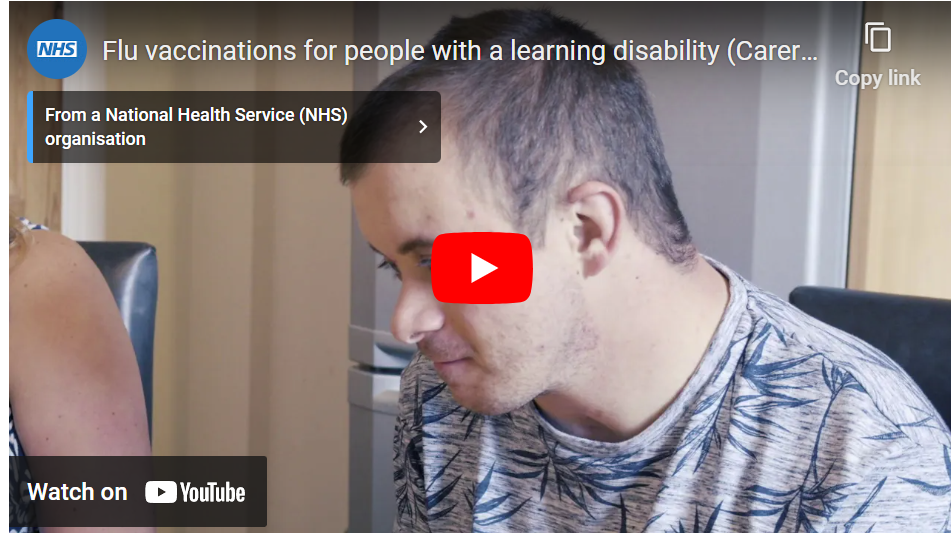 NHS
Flu vaccinations for people with a learning disability (Carer...
Copy link
From a National Health Service (NHS)
organisation
Watch on YouTube